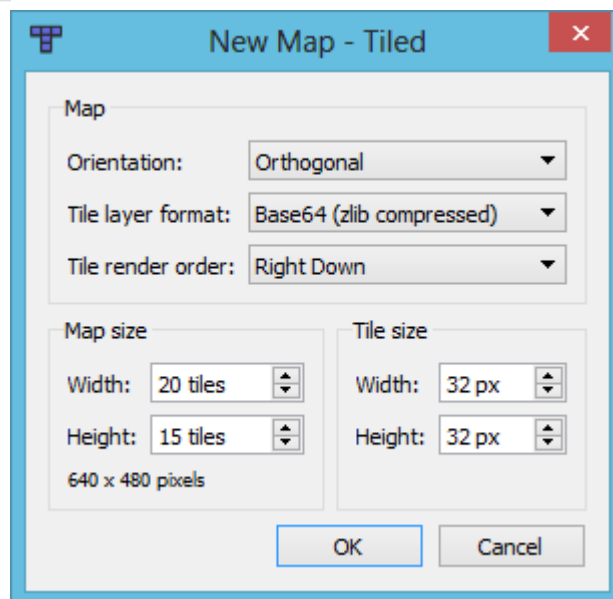 New Map - Tiled
Map
Orientation: Orthogonal
Tile layer format: Base64 (zlib compressed)
Tile render order: Right Down
Map size Tile size
Width: 20 tiles Width: 32 px
Height: 15 tiles Height: 32 px
640 x 480 pixels
OK Cancel